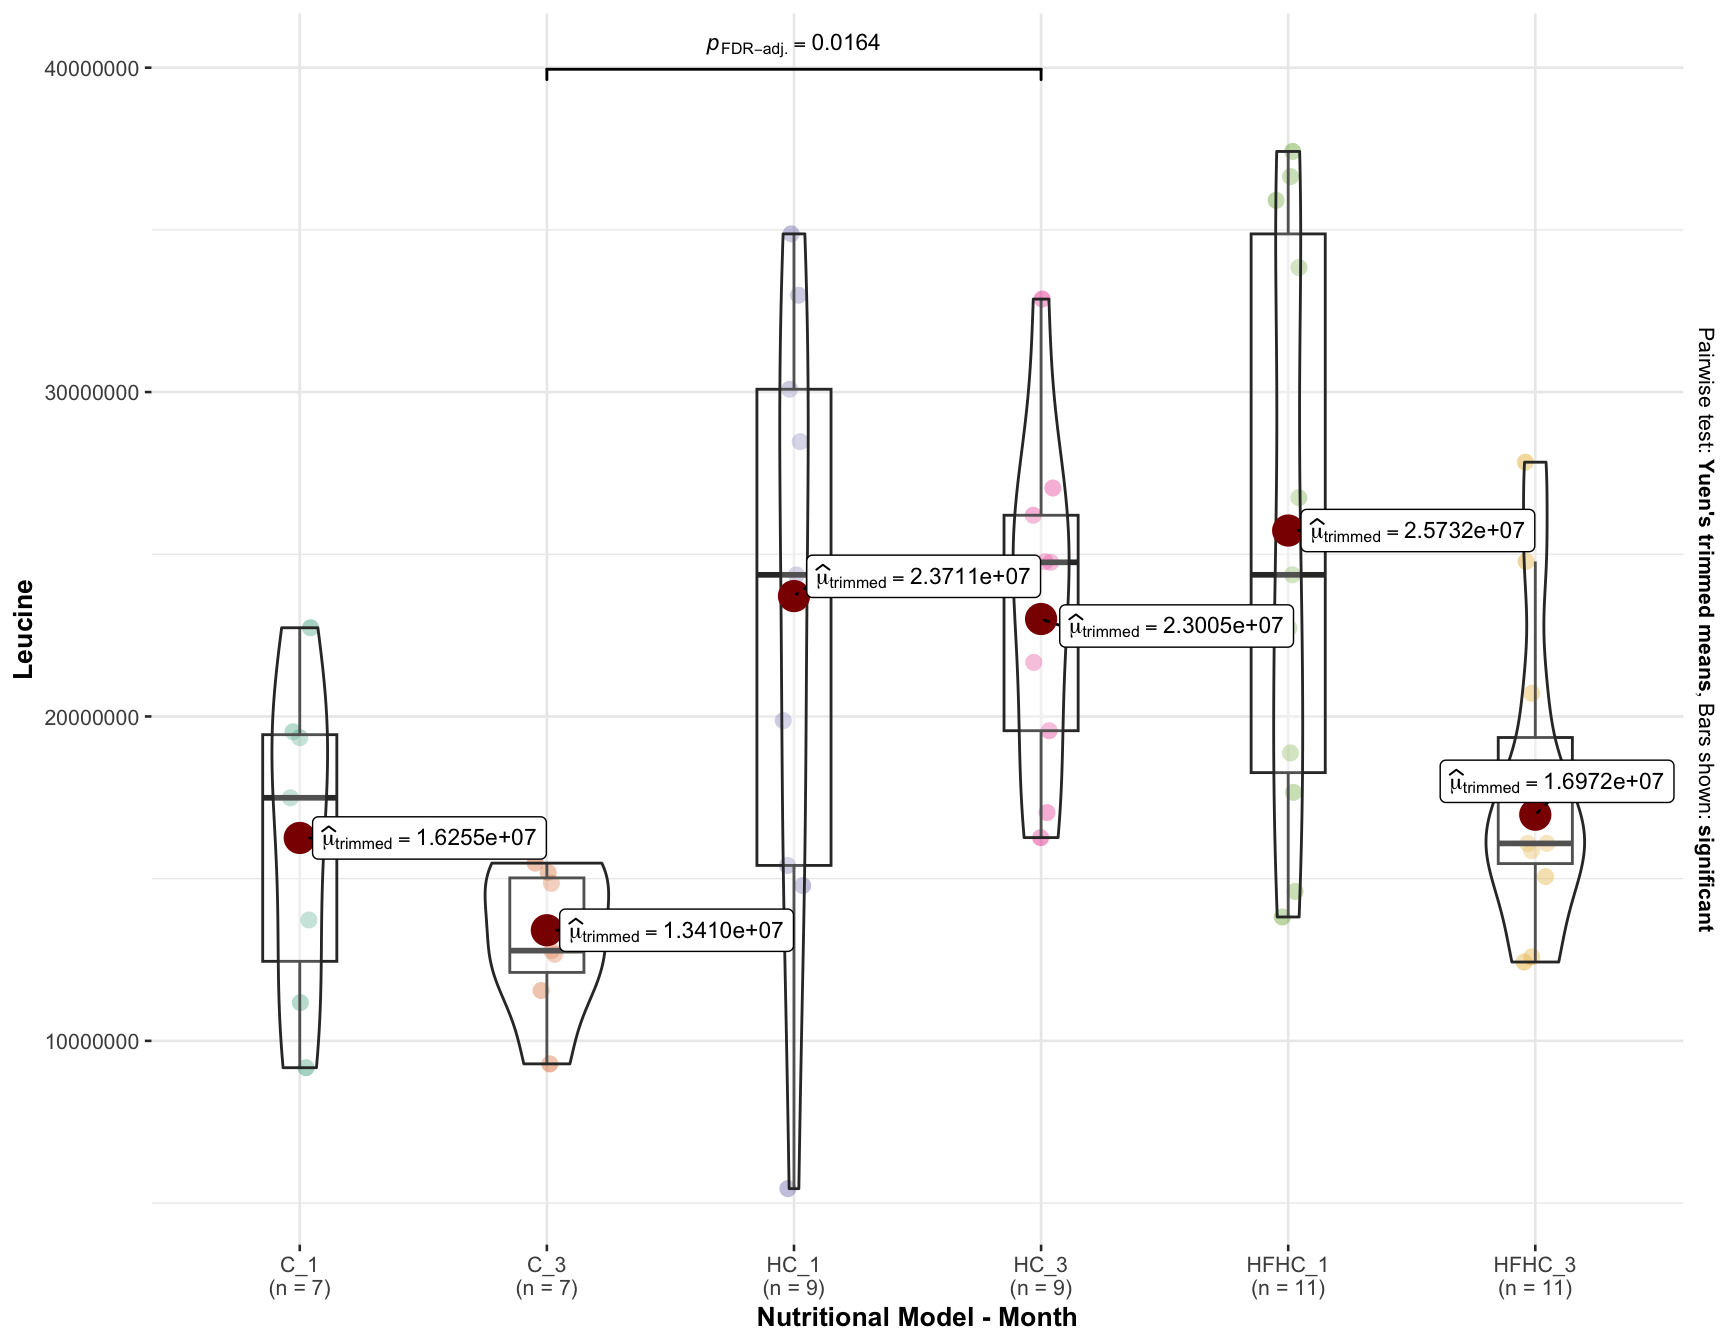 p FDR−adj. = 0.0164
40000000
30000000
20000000
10000000
Leucine
μ̂ trimmed = 1.6255e+07
μ̂ trimmed = 1.3410e+07
μ̂ trimmed = 2.3711e+07
μ̂ trimmed = 2.3005e+07
μ̂ trimmed = 2.5732e+07
μ̂ trimmed = 1.6972e+07
C_1
(n = 7)
C_3
(n = 7)
HC_1
(n = 9)
HC_3
(n = 9)
HFHC_1
(n = 11)
HFHC_3
(n = 11)
Nutritional Model - Month
Pairwise test: Yuen's trimmed means, Bars shown: significant